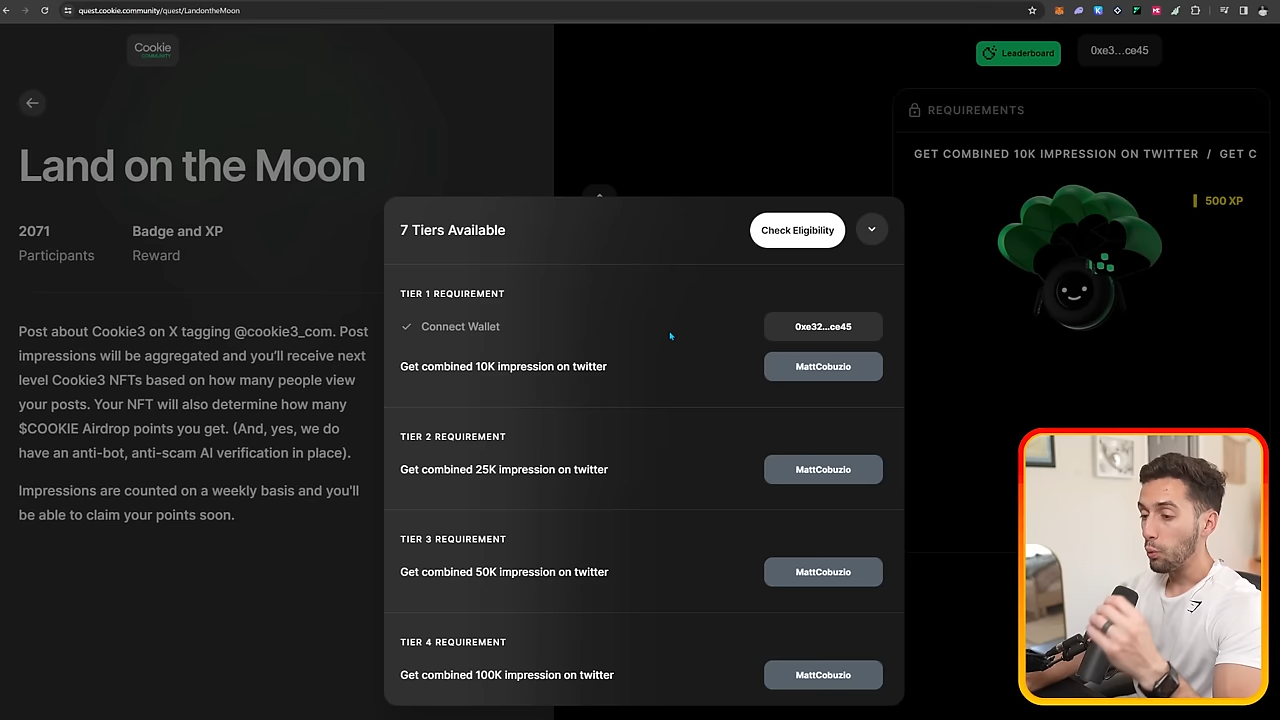 quest.cookie.community/quest/LandontheMoon
Cookie
COMMUNITY
Leaderboard
0xe3...ce45
REQUIREMENTS
GET COMBINED 10K IMPRESSION ON TWITTER / GET C
500 XP
Land on the Moon
2071
Participants
Badge and XP
Reward
Post about Cookie3 on X tagging @cookie3_com. Post
impressions will be aggregated and you'll receive next
level Cookie3 NFTs based on how many people view
your posts. Your NFT will also determine how many
$COOKIE Airdrop points you get. (And, yes, we do
have an anti-bot, anti-scam AI verification in place).
Impressions are counted on a weekly basis and you'll
be able to claim your points soon.
7 Tiers Available
Check Eligibility
TIER 1 REQUIREMENT
Connect Wallet
0xe32...ce45
Get combined 10K impression on twitter
MattCobuzio
TIER 2 REQUIREMENT
Get combined 25K impression on twitter
MattCobuzio
TIER 3 REQUIREMENT
Get combined 50K impression on twitter
MattCobuzio
TIER 4 REQUIREMENT
Get combined 100K impression on twitter
MattCobuzio